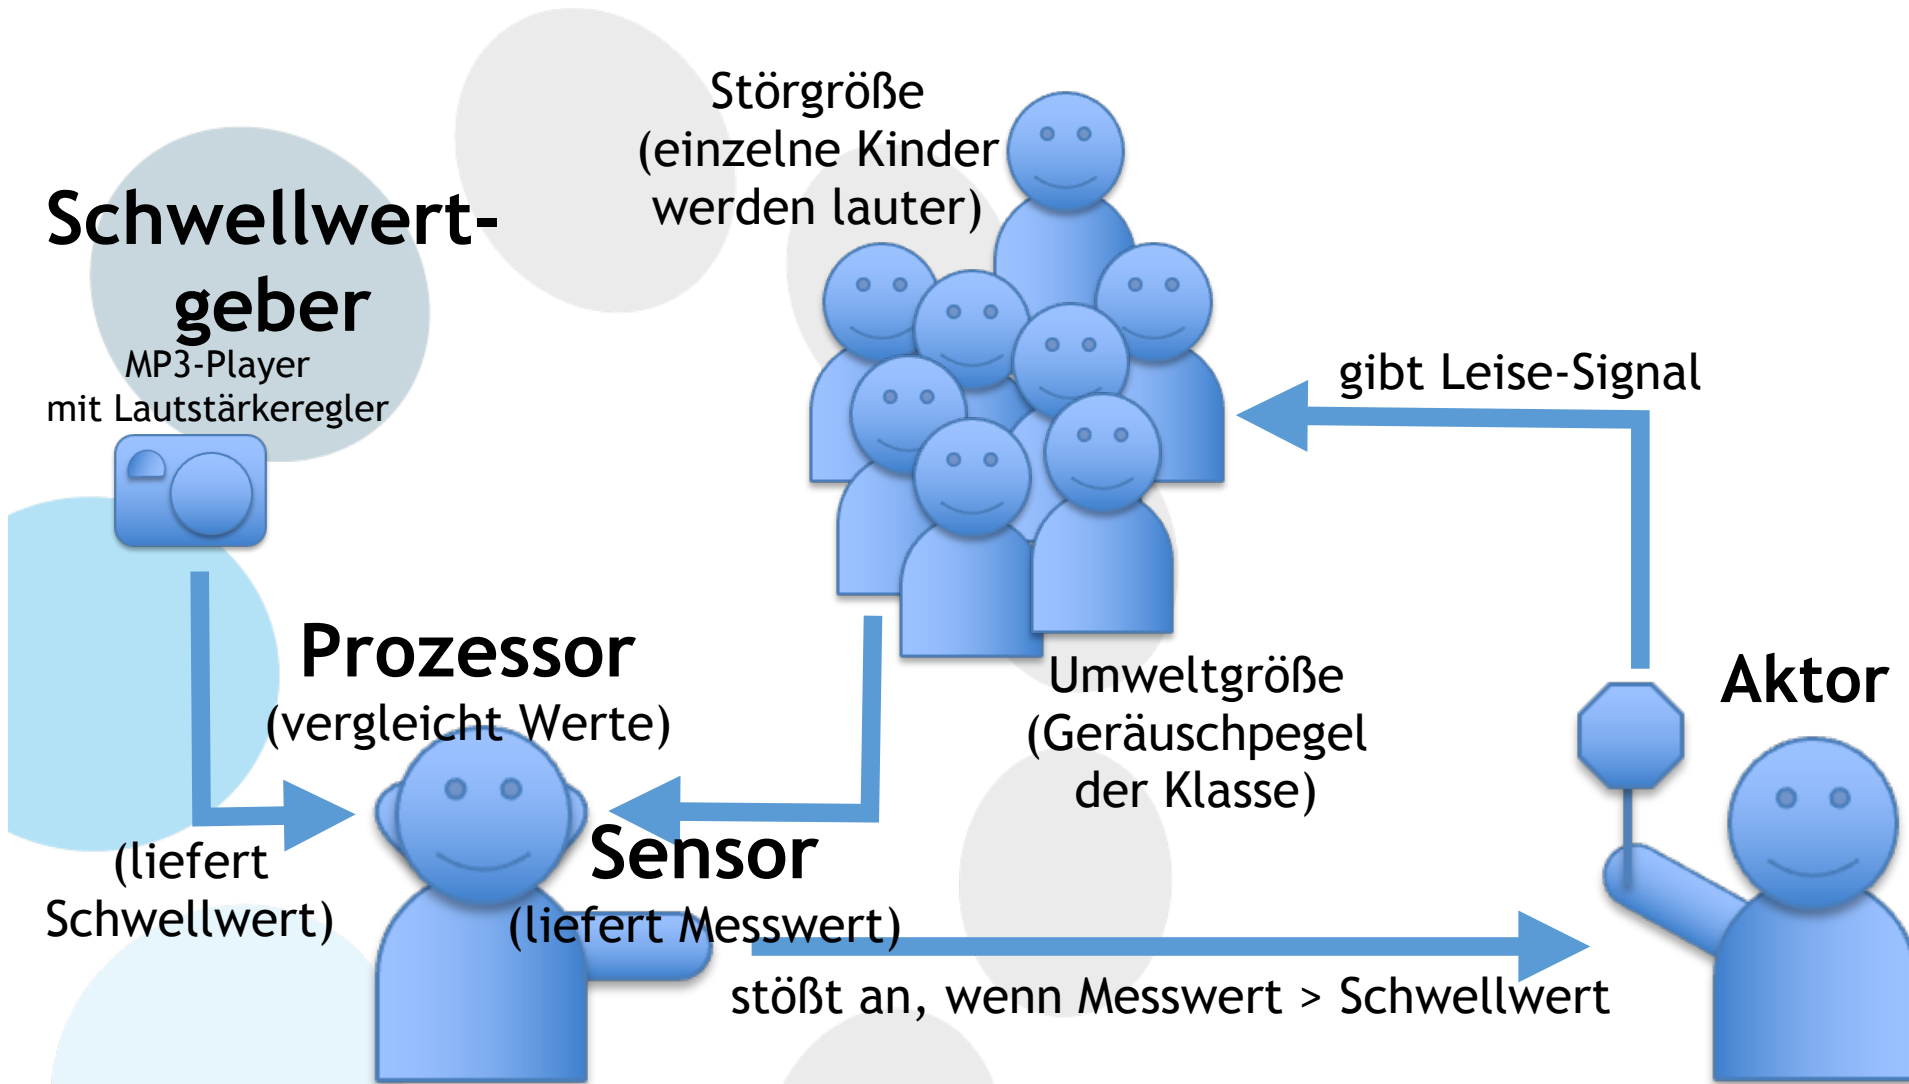 Störgröße
(einzelne Kinder
werden lauter)
Schwellwert-
geber
MP3-Player
mit Lautstärkeregler
gibt Leise-Signal
Prozessor
(vergleicht Werte)
Umweltgröße
(Geräuschpegel
der Klasse)
Aktor
(liefert
Schwellwert)
Sensor
(liefert Messwert)
stößt an, wenn Messwert > Schwellwert